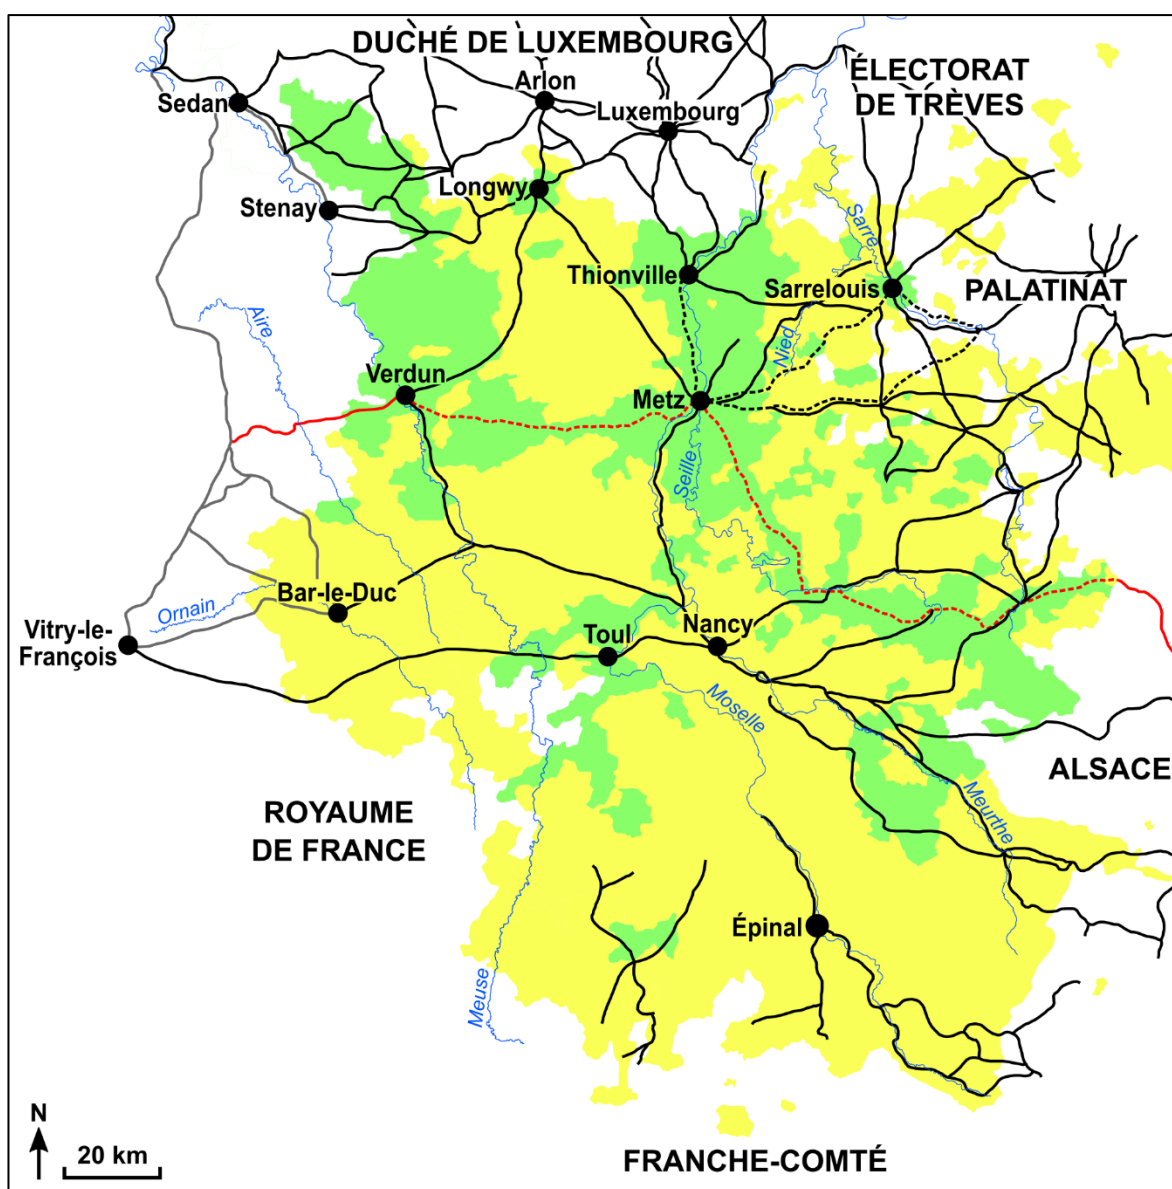 DUCHÉ DE LUXEMBOURG
ÉLECTORAT
DE TRÈVES
Arlon
Sedan
Luxembourg
Longwy
Stenay
Sarre
Thionville
Sarrelouis
PALATINAT
Aire
Nied
Verdun
Metz
Seille
Bar-le-Duc
Ornain
Vitry-le-
François
Toul
Nancy
Moselle
ALSACE
Meurthe
ROYAUME
DE FRANCE
Épinal
Meuse
N
20 km
FRANCHE-COMTÉ